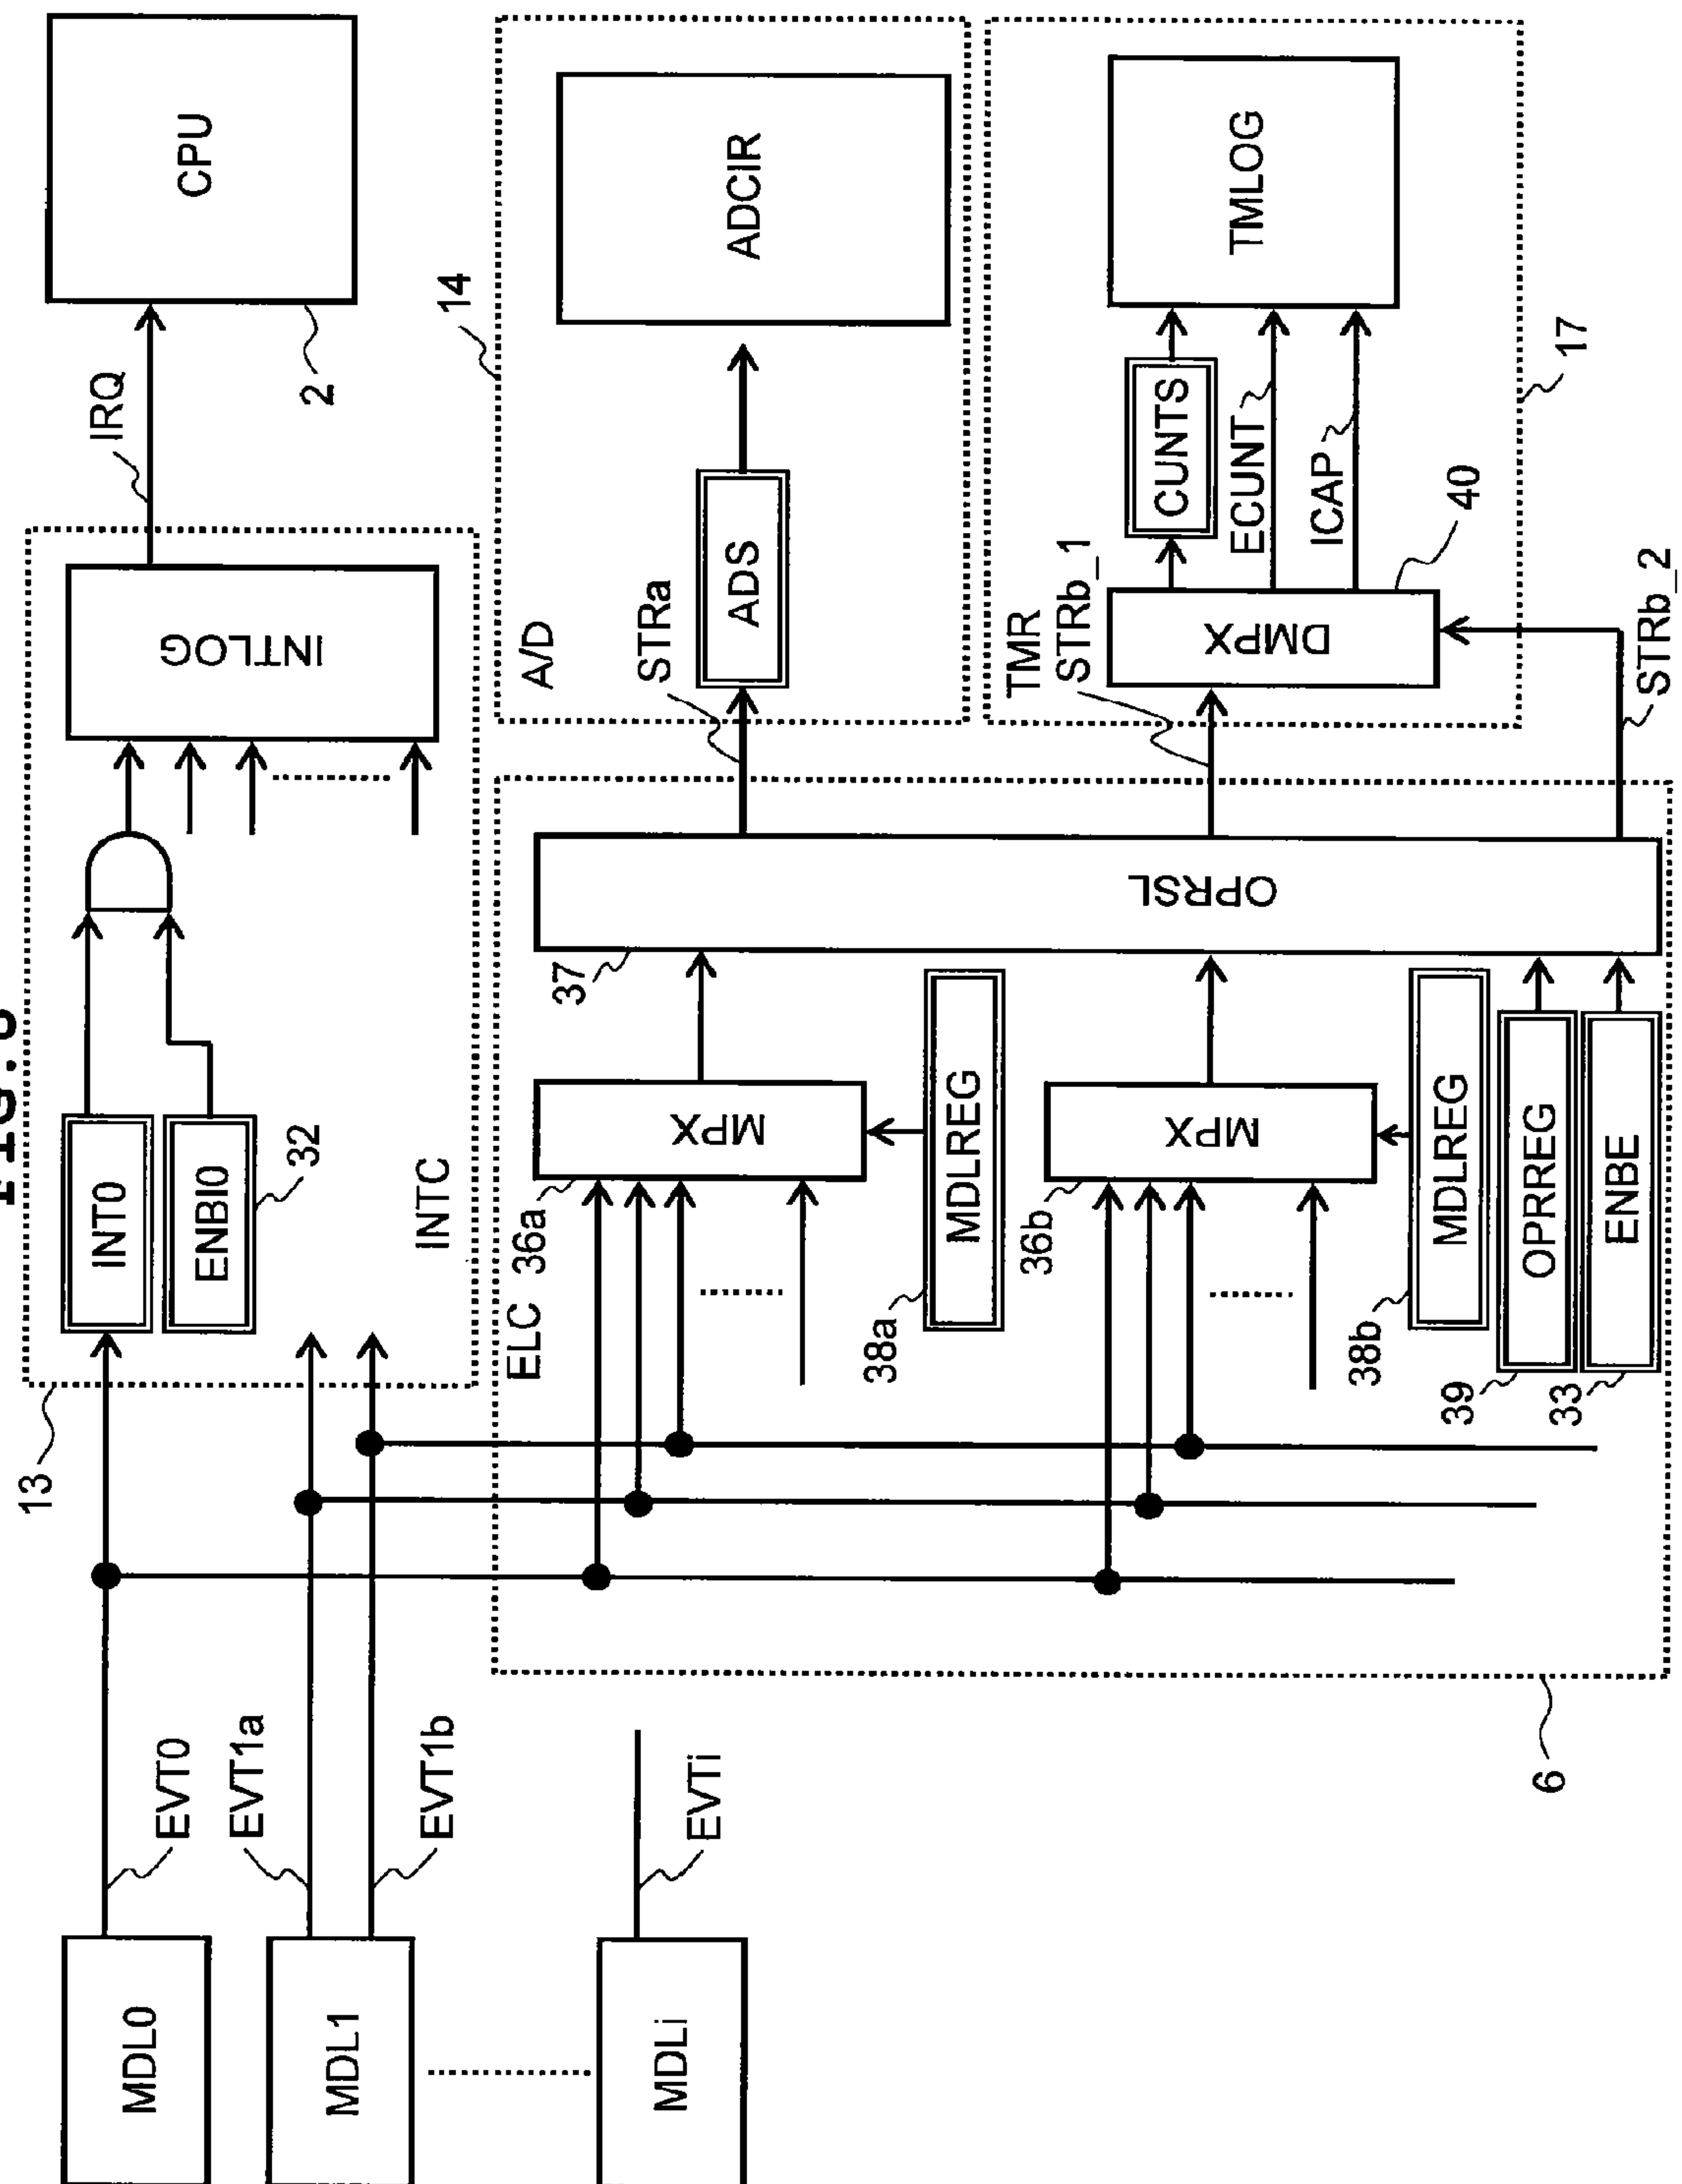 MDL0
MDL1
MDLi
EVT0
EVT1a
EVT1b
EVTi
13
INT0
ENBI0
32
INTC
INTLOG
IRQ
CPU
2
ELC
36a
MPX
38a
MDLREG
36b
MPX
38b
MDLREG
39
OPRREG
33
ENBE
37
OPRSL
6
A/D
STRa
ADS
ADCIR
14
TMR
STRb_1
DMPX
40
CUNTS
ECUNT
ICAP
TMLOG
17
STRb_2